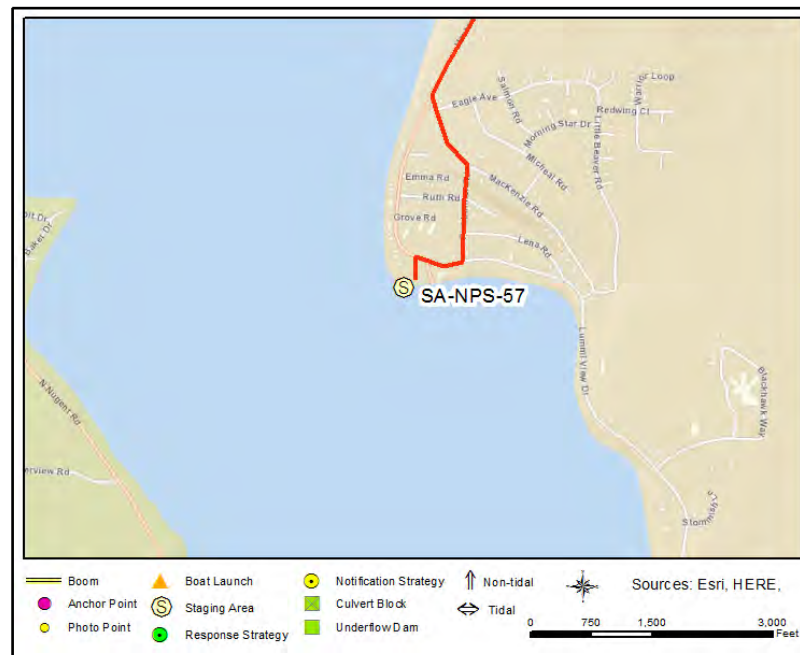 Eagle Ave
Salmon Rd
Warrior Loop
Redwing Ct
Morning Star Dr
Little Beaver Rd
Micheal Rd
Emma Rd
MacKenzie Rd
Ruth Rd
Grove Rd
Lena Rd
Baker Dr
S
SA-NPS-57
Lummi View Dr
N Nugent Rd
Blackhawk Way
erview Rd
Boom
Boat Launch
Notification Strategy
Non-tidal
Sources: Esri, HERE,
Anchor Point
S
Staging Area
Culvert Block
Tidal
Photo Point
Response Strategy
Underflow Dam
0 750 1,500 3,000
Feet